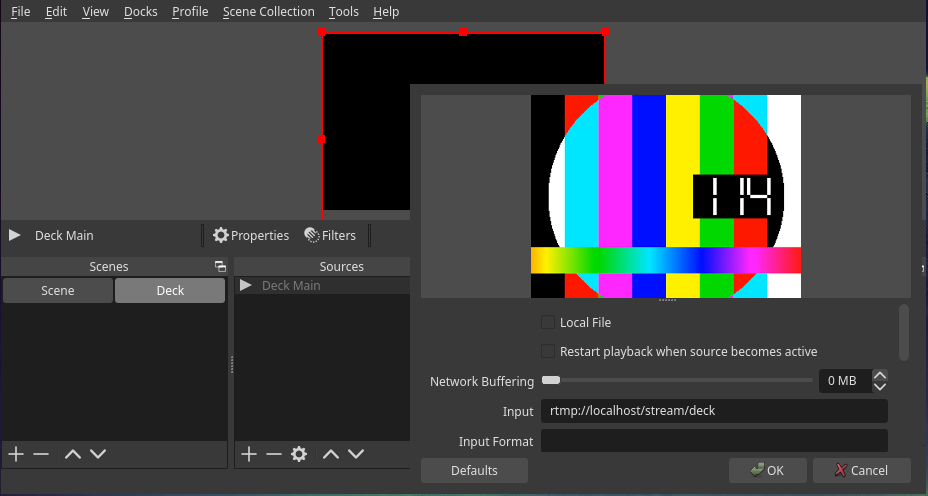 File Edit View Docks Profile Scene Collection Tools Help
114
Deck Main
Properties
Filters
Scenes
Sources
Scene
Deck
Deck Main
Local File
Restart playback when source becomes active
Network Buffering
0 MB
Input
rtmp://localhost/stream/deck
Input Format
Defaults
OK
Cancel